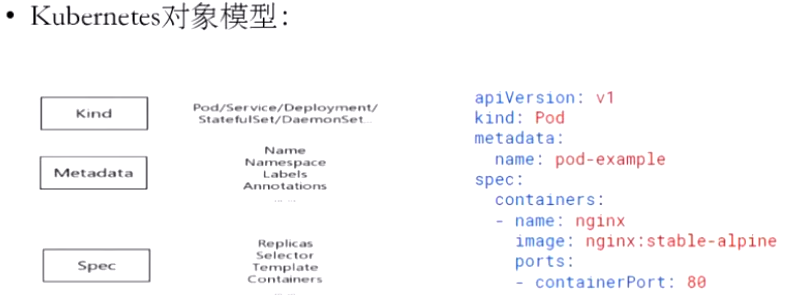 • Kubernetes对象模型：
Kind
Pod/Service/Deployment/
StatefulSet/DaemonSet...
Metadata
Name
Namespace
Labels
Annotations
... ...
Spec
Replicas
Selector
Template
Containers
... ...
apiVersion: v1
kind: Pod
metadata:
  name: pod-example
spec:
  containers:
  - name: nginx
    image: nginx:stable-alpine
    ports:
    - containerPort: 80